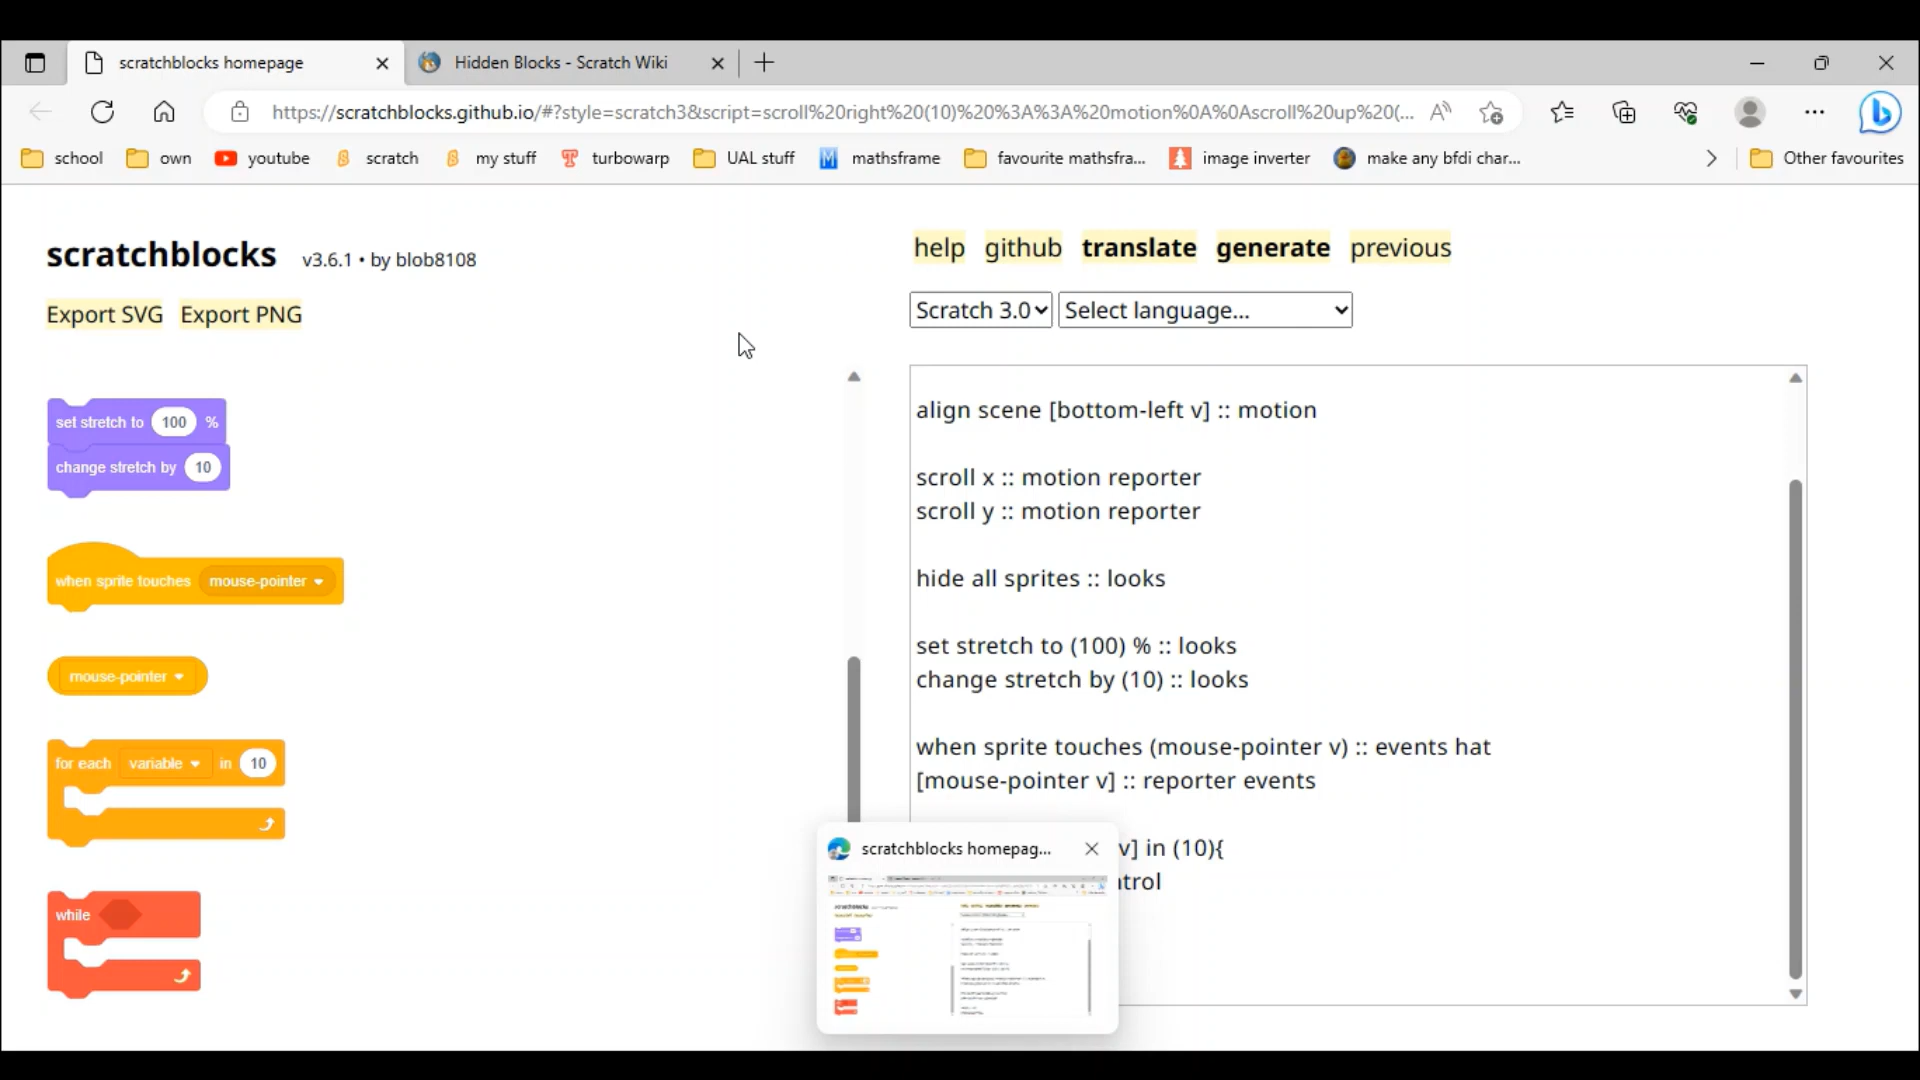 scratchblocks homepage
Hidden Blocks - Scratch Wiki
https://scratchblocks.github.io/#?style=scratch3&script=scroll%20right%20(10)%20%3A%3A%20motion%0A%0Ascroll%20up%20(...
school
own
youtube
scratch
my stuff
turbowarp
UAL stuff
mathsframe
favourite mathsfra...
image inverter
make any bfdi char...
Other favourites
scratchblocks v3.6.1 • by blob8108
Export SVG Export PNG
set stretch to 100 %
change stretch by 10
when sprite touches mouse-pointer
mouse-pointer
for each variable in 10
while
help github translate generate previous
Scratch 3.0 Select language...
align scene [bottom-left v] :: motion
scroll x :: motion reporter
scroll y :: motion reporter
hide all sprites :: looks
set stretch to (100) % :: looks
change stretch by (10) :: looks
when sprite touches (mouse-pointer v) :: events hat
[mouse-pointer v] :: reporter events
v] in (10){
ntrol
scratchblocks homepag...